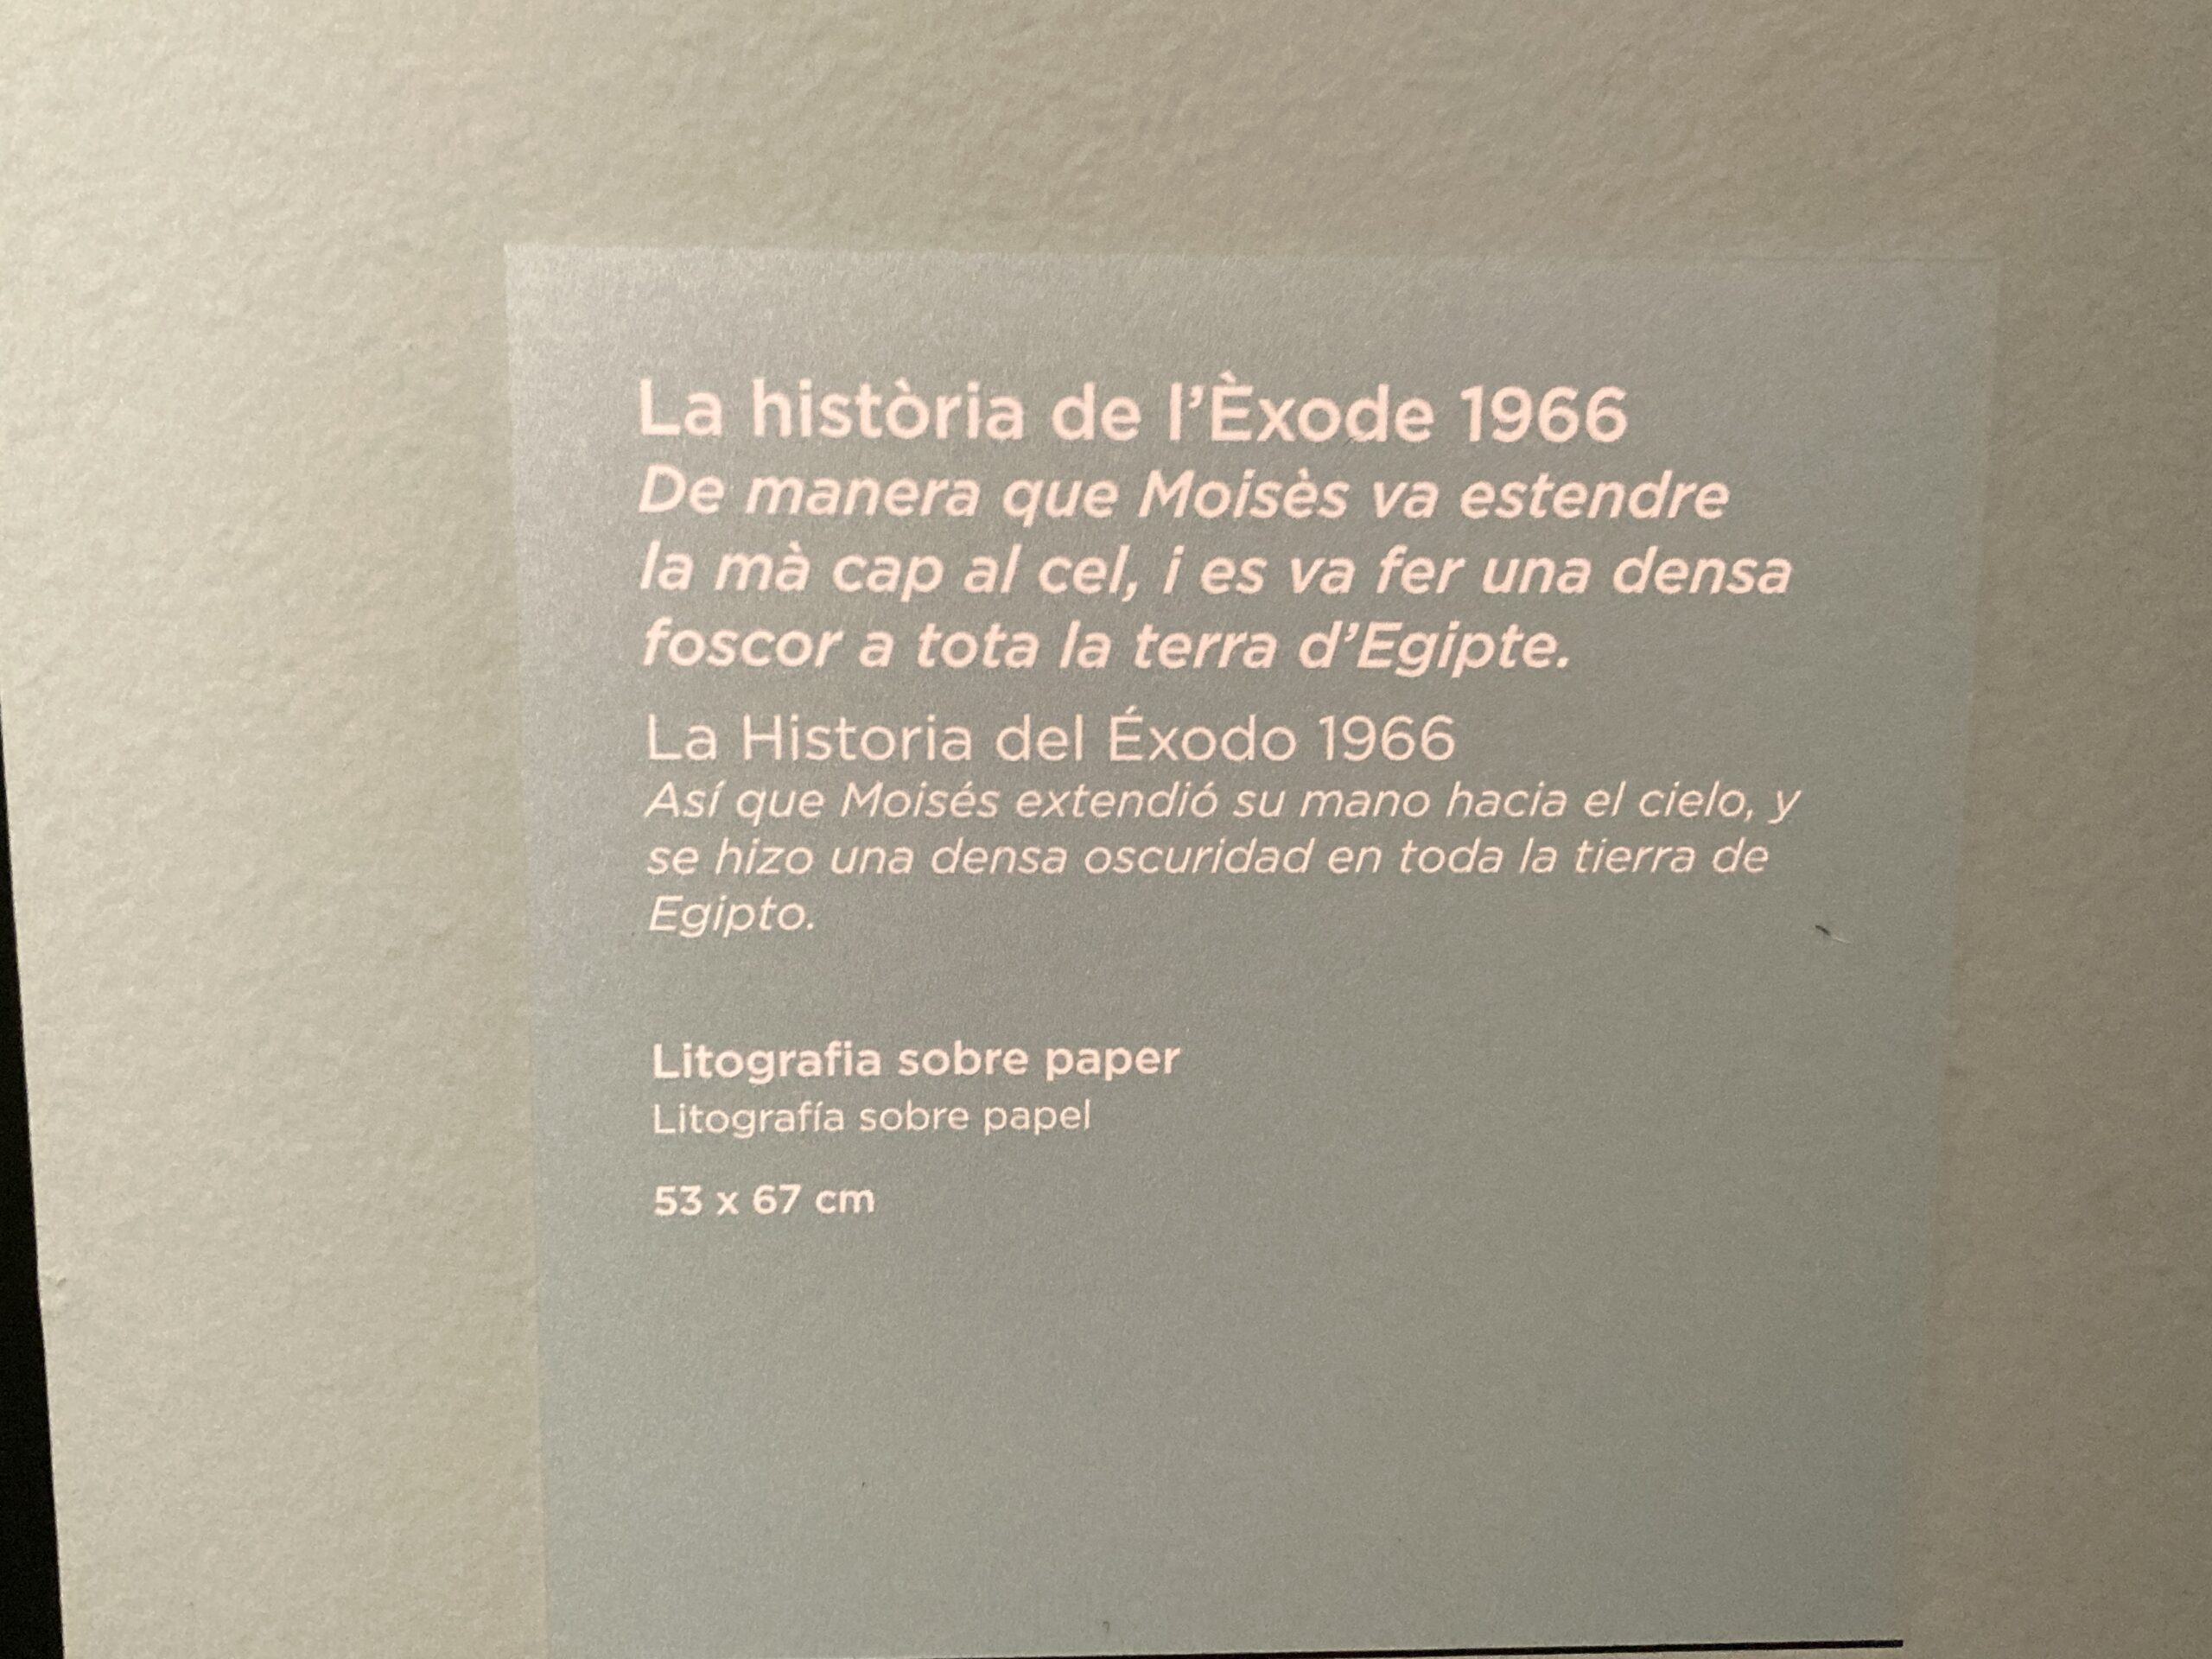 La història de l’Èxode 1966
De manera que Moisès va estendre
la mà cap al cel, i es va fer una densa
foscor a tota la terra d’Egipte.
La Historia del Éxodo 1966
Así que Moisés extendió su mano hacia el cielo, y
se hizo una densa oscuridad en toda la tierra de
Egipto.
Litografia sobre paper
Litografía sobre papel
53 x 67 cm